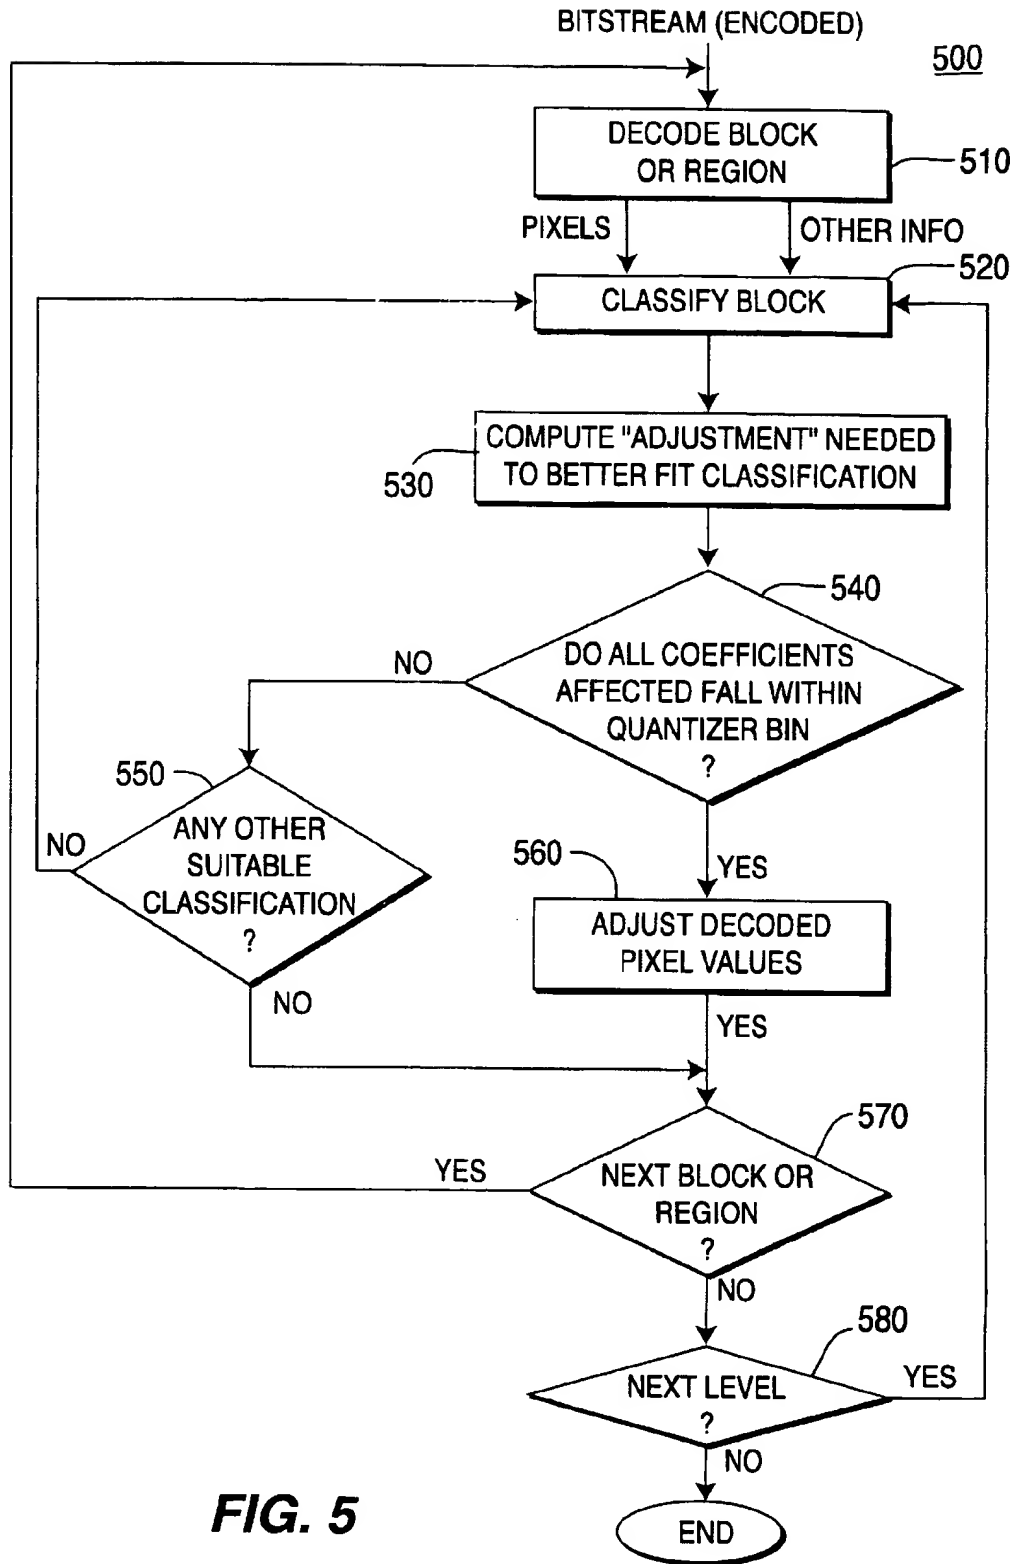 BITSTREAM (ENCODED)
500
DECODE BLOCK
OR REGION
510
PIXELS
OTHER INFO
520
CLASSIFY BLOCK
COMPUTE "ADJUSTMENT" NEEDED
TO BETTER FIT CLASSIFICATION
530
540
NO
DO ALL COEFFICIENTS
AFFECTED FALL WITHIN
QUANTIZER BIN
?
550
NO
ANY OTHER
SUITABLE
CLASSIFICATION
?
560
YES
ADJUST DECODED
PIXEL VALUES
NO
YES
570
YES
NEXT BLOCK OR
REGION
?
NO
580
NEXT LEVEL
?
YES
NO
FIG. 5
END